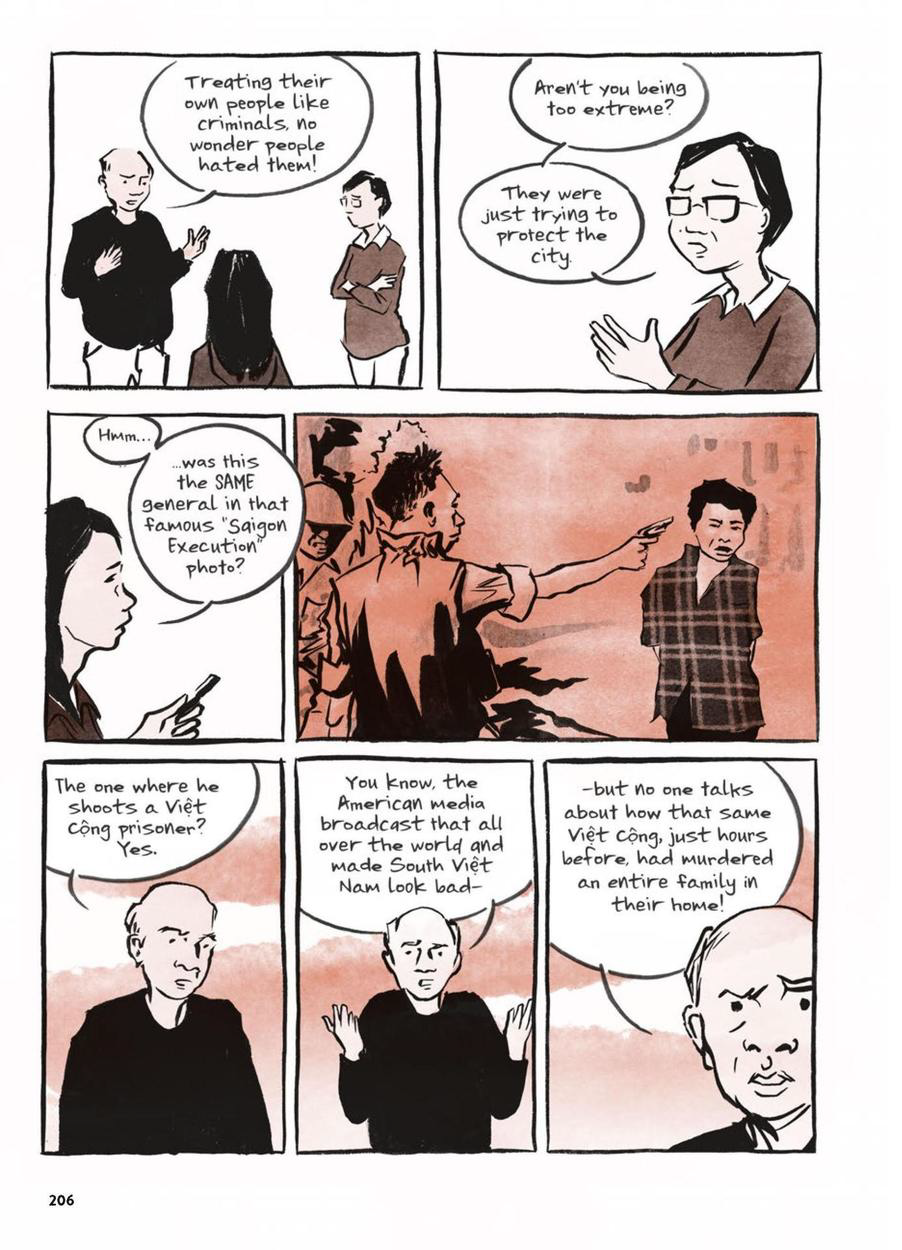 Treating their
own people like
criminals, no
wonder people
hated them!
Aren't you being
too extreme?
They were
just trying to
protect the
city.
Hmm...
...was this
the SAME
general in that
famous "Saigon
Execution"
photo?
The one where he
shoots a Việt
Cộng prisoner?
Yes.
You know, the
American media
broadcast that all
over the world and
made South Việt
Nam look bad–
–but no one talks
about how that same
Việt Cộng, just hours
before, had murdered
an entire family in
their home!
206